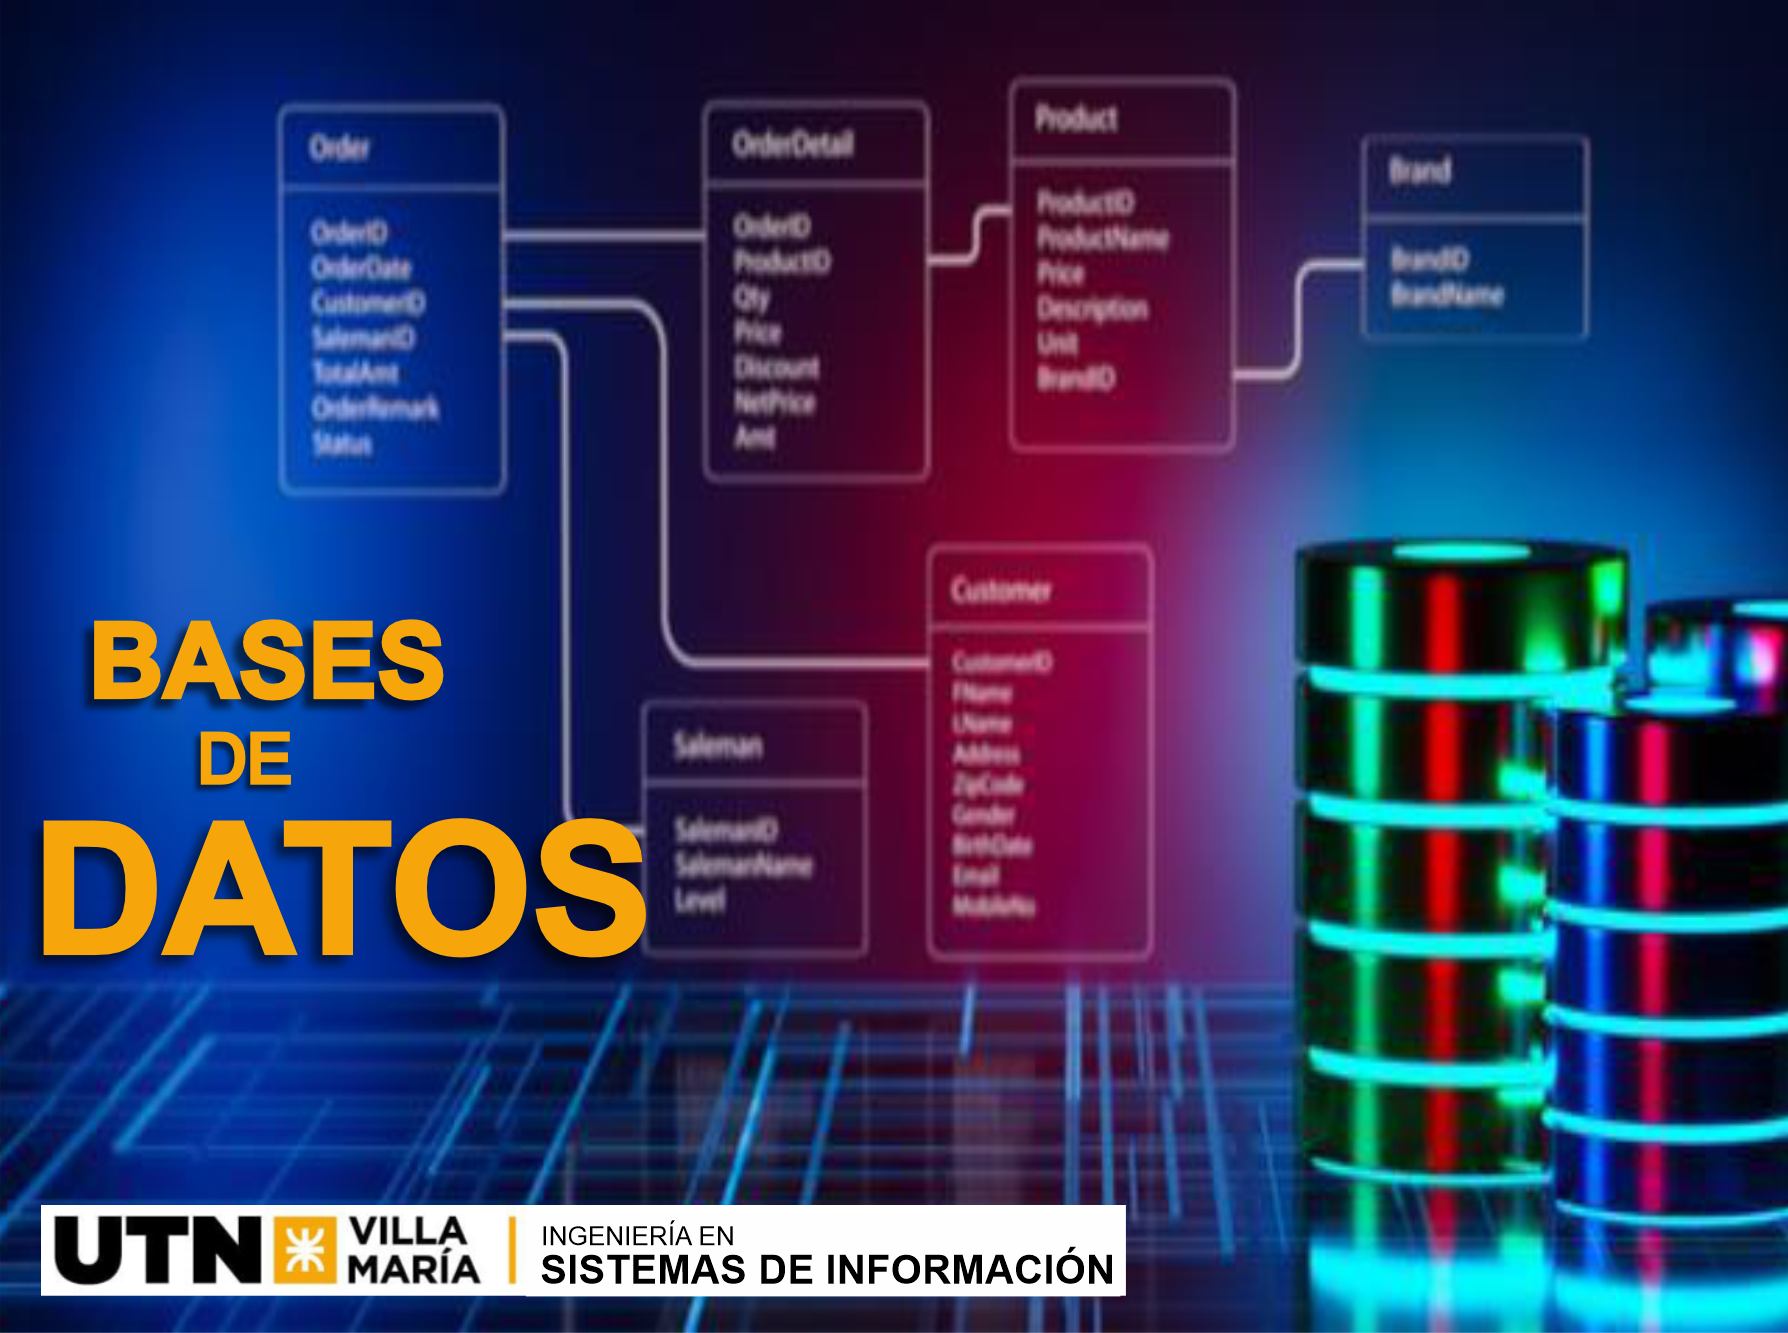 Order
OrderID
OrderDate
CustomerID
SalemanID
TotalAmt
OrderRemark
Status
OrderDetail
OrderID
ProductID
Qty
Price
Discount
NetPrice
Amt
Product
ProductID
ProductName
Price
Description
Unit
BrandID
Brand
BrandID
BrandName
Customer
CustomerID
FName
LName
Address
ZipCode
Gender
BirthDate
Email
MobileNo
Saleman
SalemanID
SalemanName
Level
BASES
DE
DATOS
UTN VILLA
MARÍA
INGENIERÍA EN
SISTEMAS DE INFORMACIÓN